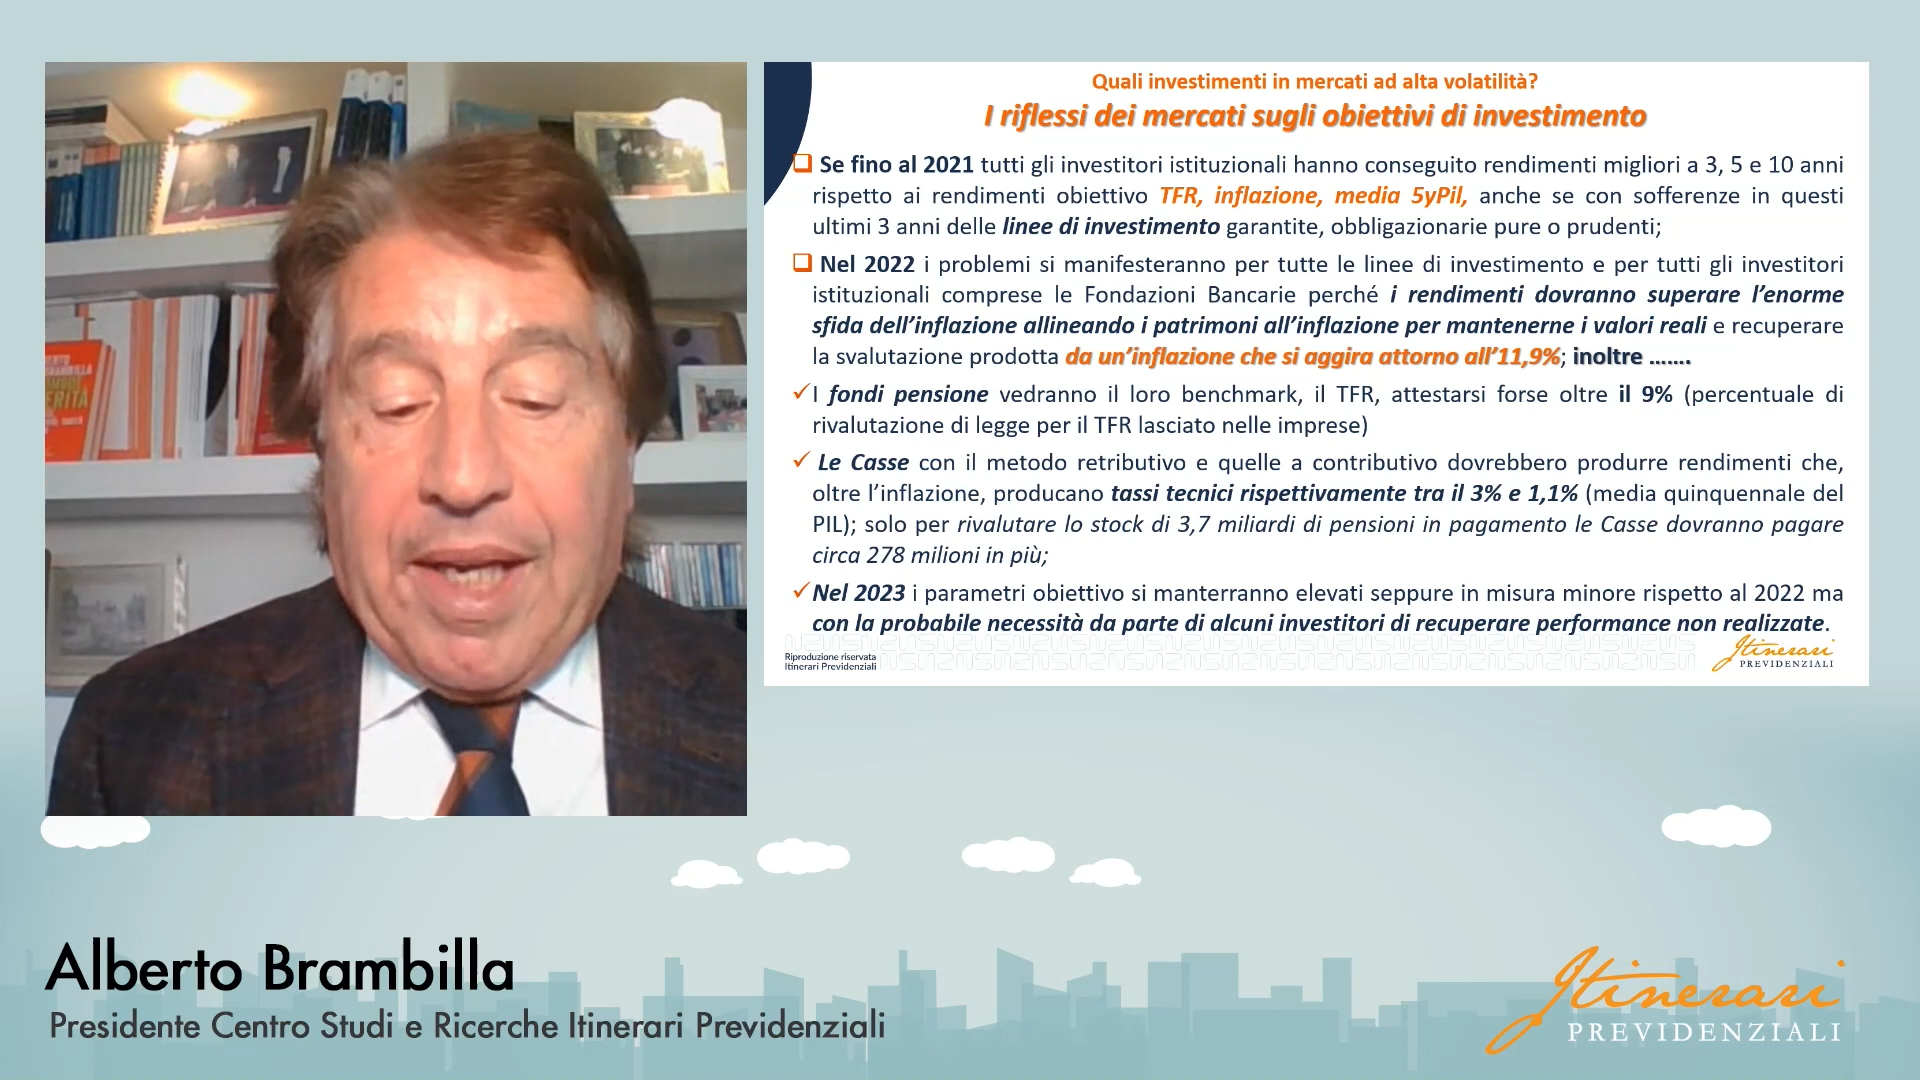 Quali investimenti in mercati ad alta volatilità?
I riflessi dei mercati sugli obiettivi di investimento
Se fino al 2021 tutti gli investitori istituzionali hanno conseguito rendimenti migliori a 3, 5 e 10 anni
rispetto ai rendimenti obiettivo TFR, inflazione, media 5yPil, anche se con sofferenze in questi
ultimi 3 anni delle linee di investimento garantite, obbligazionarie pure o prudenti;
Nel 2022 i problemi si manifesteranno per tutte le linee di investimento e per tutti gli investitori
istituzionali comprese le Fondazioni Bancarie perché i rendimenti dovranno superare l’enorme
sfida dell’inflazione allineando i patrimoni all’inflazione per mantenerne i valori reali e recuperare
la svalutazione prodotta da un’inflazione che si aggira attorno all’11,9%; inoltre .......
✓I fondi pensione vedranno il loro benchmark, il TFR, attestarsi forse oltre il 9% (percentuale di
rivalutazione di legge per il TFR lasciato nelle imprese)
✓Le Casse con il metodo retributivo e quelle a contributivo dovrebbero produrre rendimenti che,
oltre l’inflazione, producano tassi tecnici rispettivamente tra il 3% e 1,1% (media quinquennale del
PIL); solo per rivalutare lo stock di 3,7 miliardi di pensioni in pagamento le Casse dovranno pagare
circa 278 milioni in più;
✓Nel 2023 i parametri obiettivo si manterranno elevati seppure in misura minore rispetto al 2022 ma
con la probabile necessità da parte di alcuni investitori di recuperare performance non realizzate.
Riproduzione riservata
Itinerari Previdenziali
Itinerari
PREVIDENZIALI
Alberto Brambilla
Presidente Centro Studi e Ricerche Itinerari Previdenziali
Itinerari
PREVIDENZIALI